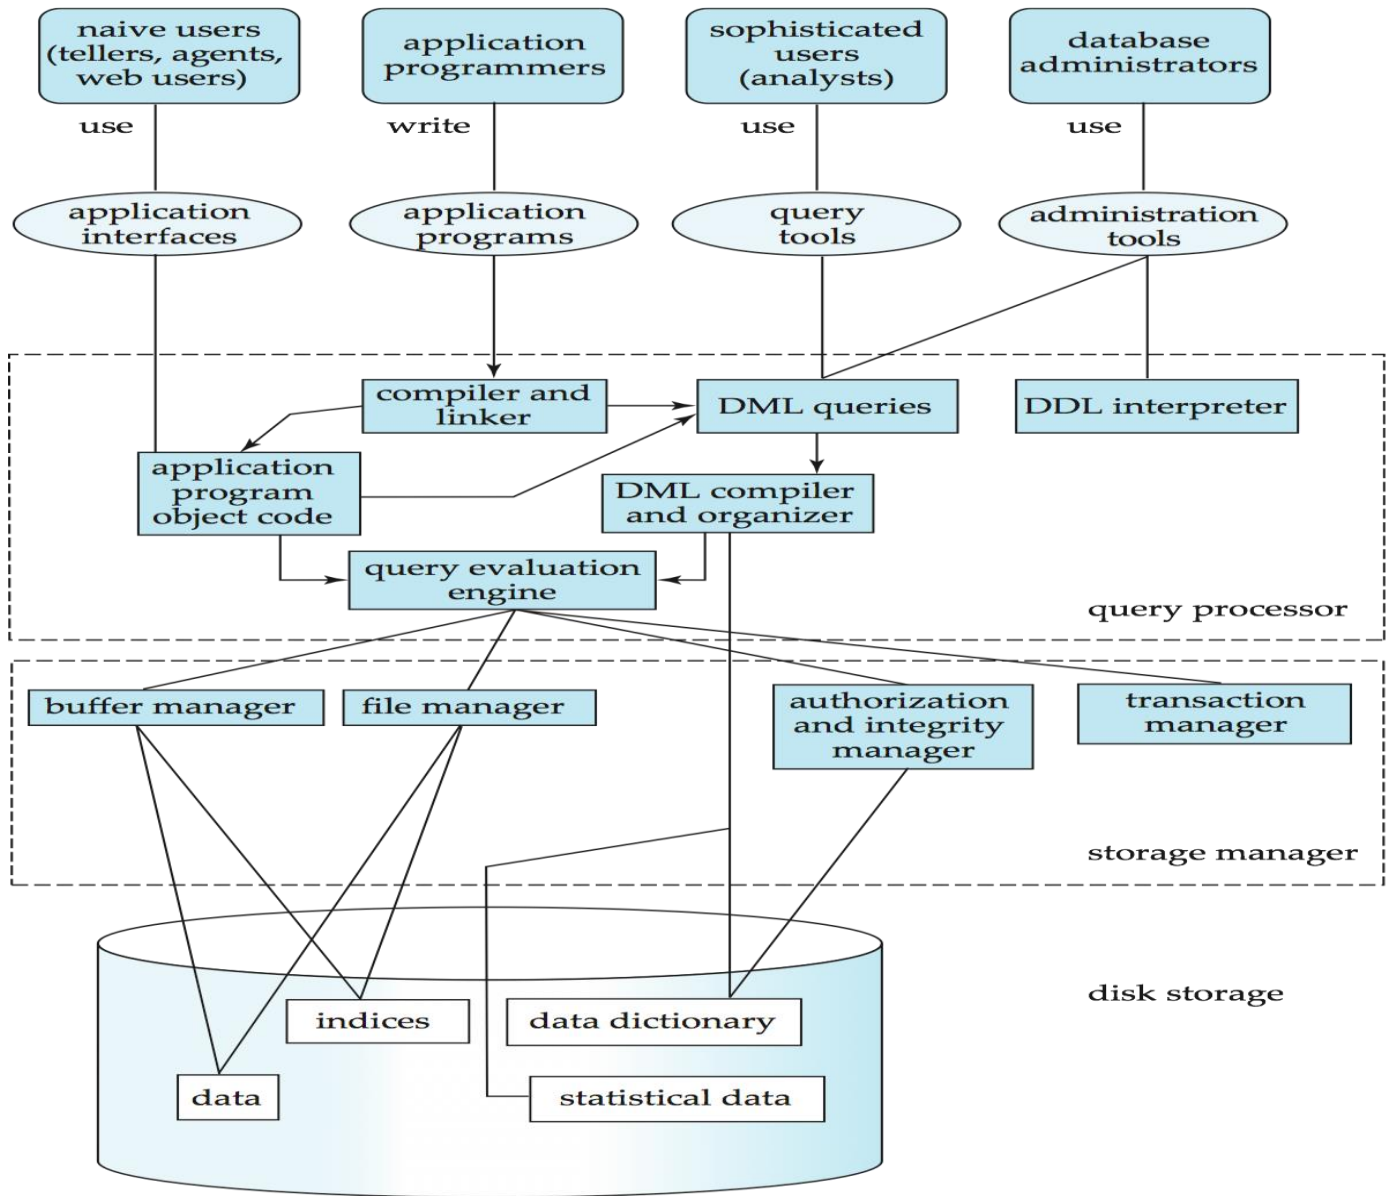 naive users
(tellers, agents,
web users)
application
programmers
sophisticated
users
(analysts)
database
administrators
use
write
use
use
application
interfaces
application
programs
query
tools
administration
tools
compiler and
linker
DML queries
DDL interpreter
application
program
object code
DML compiler
and organizer
query evaluation
engine
query processor
buffer manager
file manager
authorization
and integrity
manager
transaction
manager
storage manager
disk storage
indices
data dictionary
data
statistical data